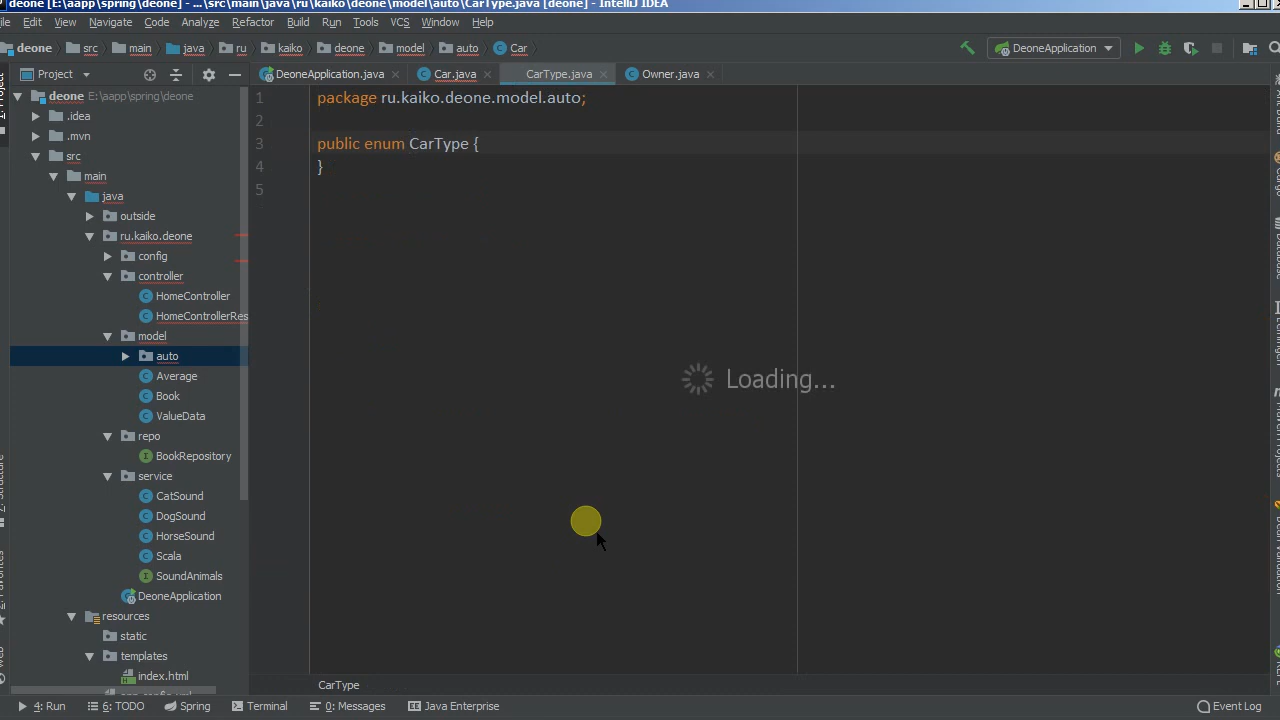 deone [E:\aapp\spring\deone] - ...\src\main\java\ru\kaiko\deone\model\auto\CarType.java [deone] - IntelliJ IDEA
Edit View Navigate Code Analyze Refactor Build Run Tools VCS Window Help
deone src main java ru kaiko deone model auto Car DeoneApplication
Project DeoneApplication.java Car.java CarType.java Owner.java
deone E:\aapp\spring\deone
.idea
.mvn
src
main
java
outside
ru.kaiko.deone
config
controller
HomeController
HomeControllerRes
model
auto
Average
Book
ValueData
repo
BookRepository
service
CatSound
DogSound
HorseSound
Scala
SoundAnimals
DeoneApplication
resources
static
templates
index.html
1 package ru.kaiko.deone.model.auto;
2
3 public enum CarType {
4 }
5
Loading...
CarType
4: Run 6: TODO Spring Terminal 0: Messages Java Enterprise Event Log